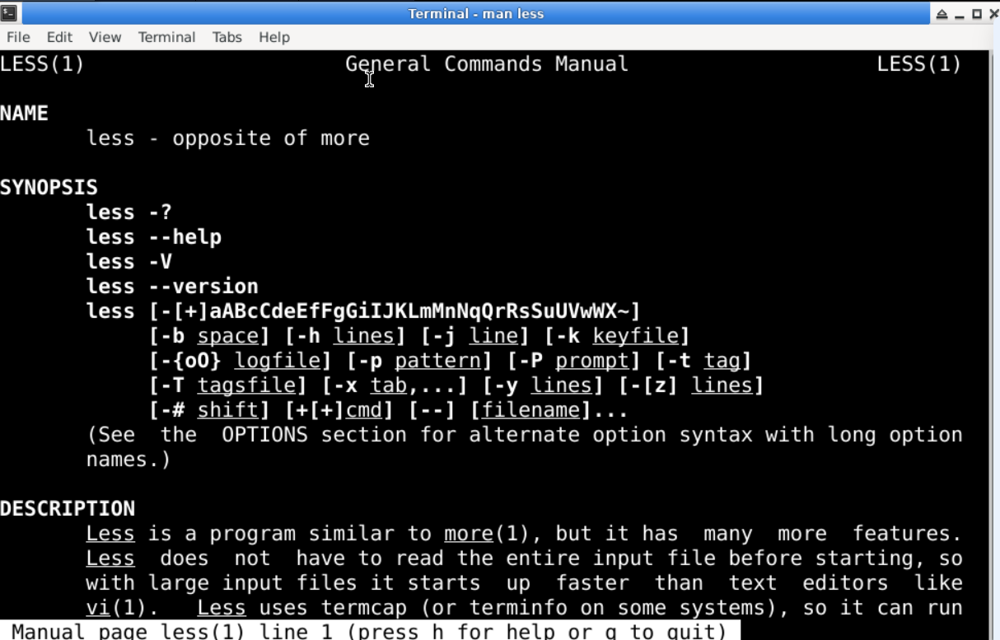 Terminal - man less
File Edit View Terminal Tabs Help
LESS(1) General Commands Manual LESS(1)
NAME
less - opposite of more
SYNOPSIS
less -?
less --help
less -V
less --version
less [-[+]aABcCdeEfFgGiIJKLmMnNqQrRsSuUVwWX~]
[-b space] [-h lines] [-j line] [-k keyfile]
[-{oO} logfile] [-p pattern] [-P prompt] [-t tag]
[-T tagsfile] [-x tab,...] [-y lines] [-[z] lines]
[-# shift] [+[+]cmd] [--] [filename]...
(See the OPTIONS section for alternate option syntax with long option
names.)
DESCRIPTION
Less is a program similar to more(1), but it has many more features.
Less does not have to read the entire input file before starting, so
with large input files it starts up faster than text editors like
vi(1). Less uses termcap (or terminfo on some systems), so it can run
Manual page less(1) line 1 (press h for help or q to quit)